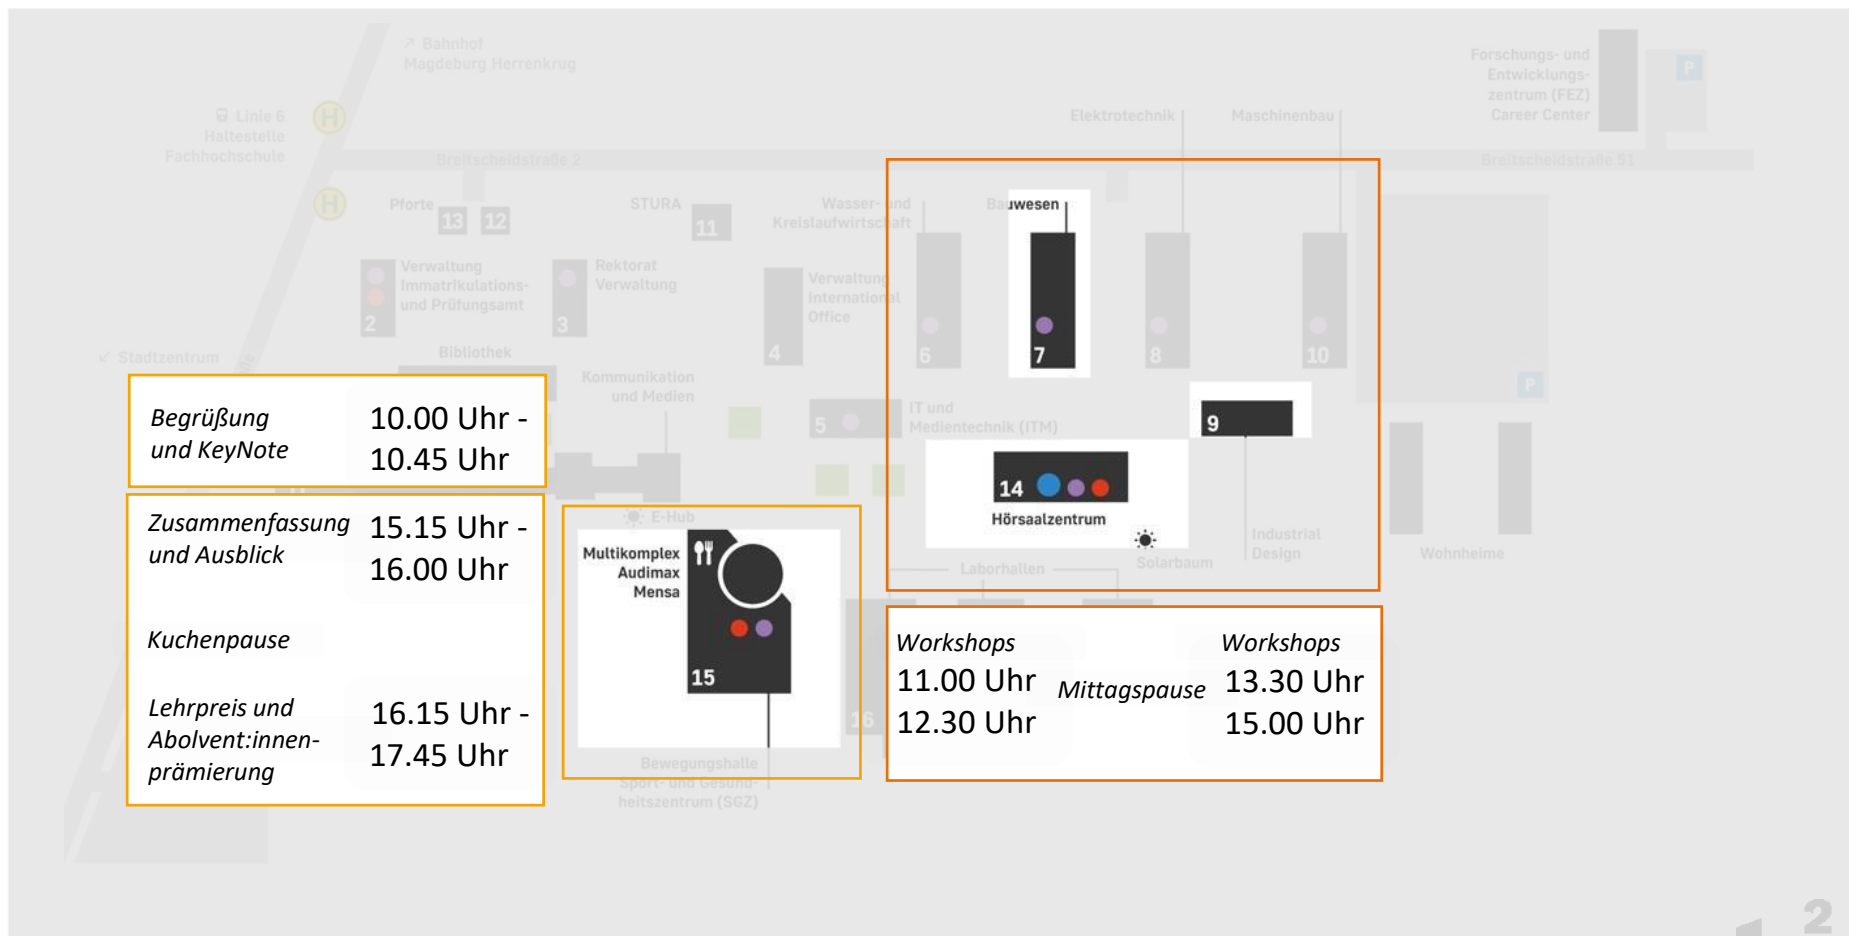 ↗ Bahnhof
Magdeburg Herrenkrug
Linie 6
Haltestelle
Fachhochschule
H
H
Breitscheidstraße 2
Breitscheidstraße 51
Forschungs- und
Entwicklungs-
zentrum (FEZ)
Career Center
P
Elektrotechnik
Maschinenbau
Pforte
13
12
STURA
11
Wasser- und
Kreislaufwirtschaft
Bauwesen
Verwaltung
Immatrikulations-
und Prüfungsamt
2
Rektorat
Verwaltung
3
Verwaltung
International
Office
4
6
7
8
10
P
↙ Stadtzentrum
Bibliothek
Kommunikation
und Medien
5
IT und
Medientechnik (ITM)
9
14
Hörsaalzentrum
Industrial
Design
Solarbaum
Wohnheime
Laborhallen
E-Hub
Multikomplex
Audimax
Mensa
15
16
Bewegungshalle
Sport- und Gesund-
heitszentrum (SGZ)
Begrüßung
und KeyNote
10.00 Uhr -
10.45 Uhr
Zusammenfassung
und Ausblick
15.15 Uhr -
16.00 Uhr
Kuchenpause
Lehrpreis und
Abolvent:innen-
prämierung
16.15 Uhr -
17.45 Uhr
Workshops
11.00 Uhr
12.30 Uhr
Mittagspause
Workshops
13.30 Uhr
15.00 Uhr
2